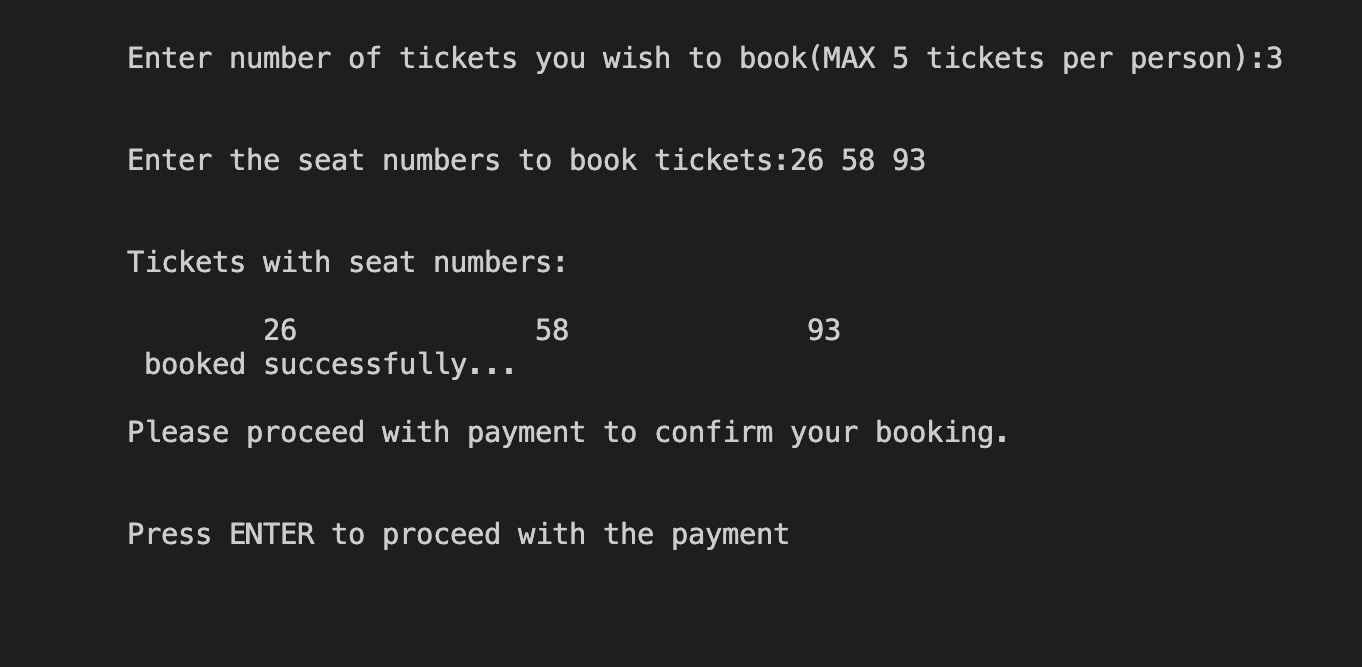 Enter number of tickets you wish to book(MAX 5 tickets per person):3
Enter the seat numbers to book tickets:26 58 93
Tickets with seat numbers:
26 58 93
booked successfully...
Please proceed with payment to confirm your booking.
Press ENTER to proceed with the payment